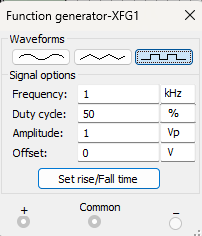 Function generator-XFG1
Waveforms
Signal options
Frequency: 1 kHz
Duty cycle: 50 %
Amplitude: 1 Vp
Offset: 0 V
Set rise/Fall time
+ Common −